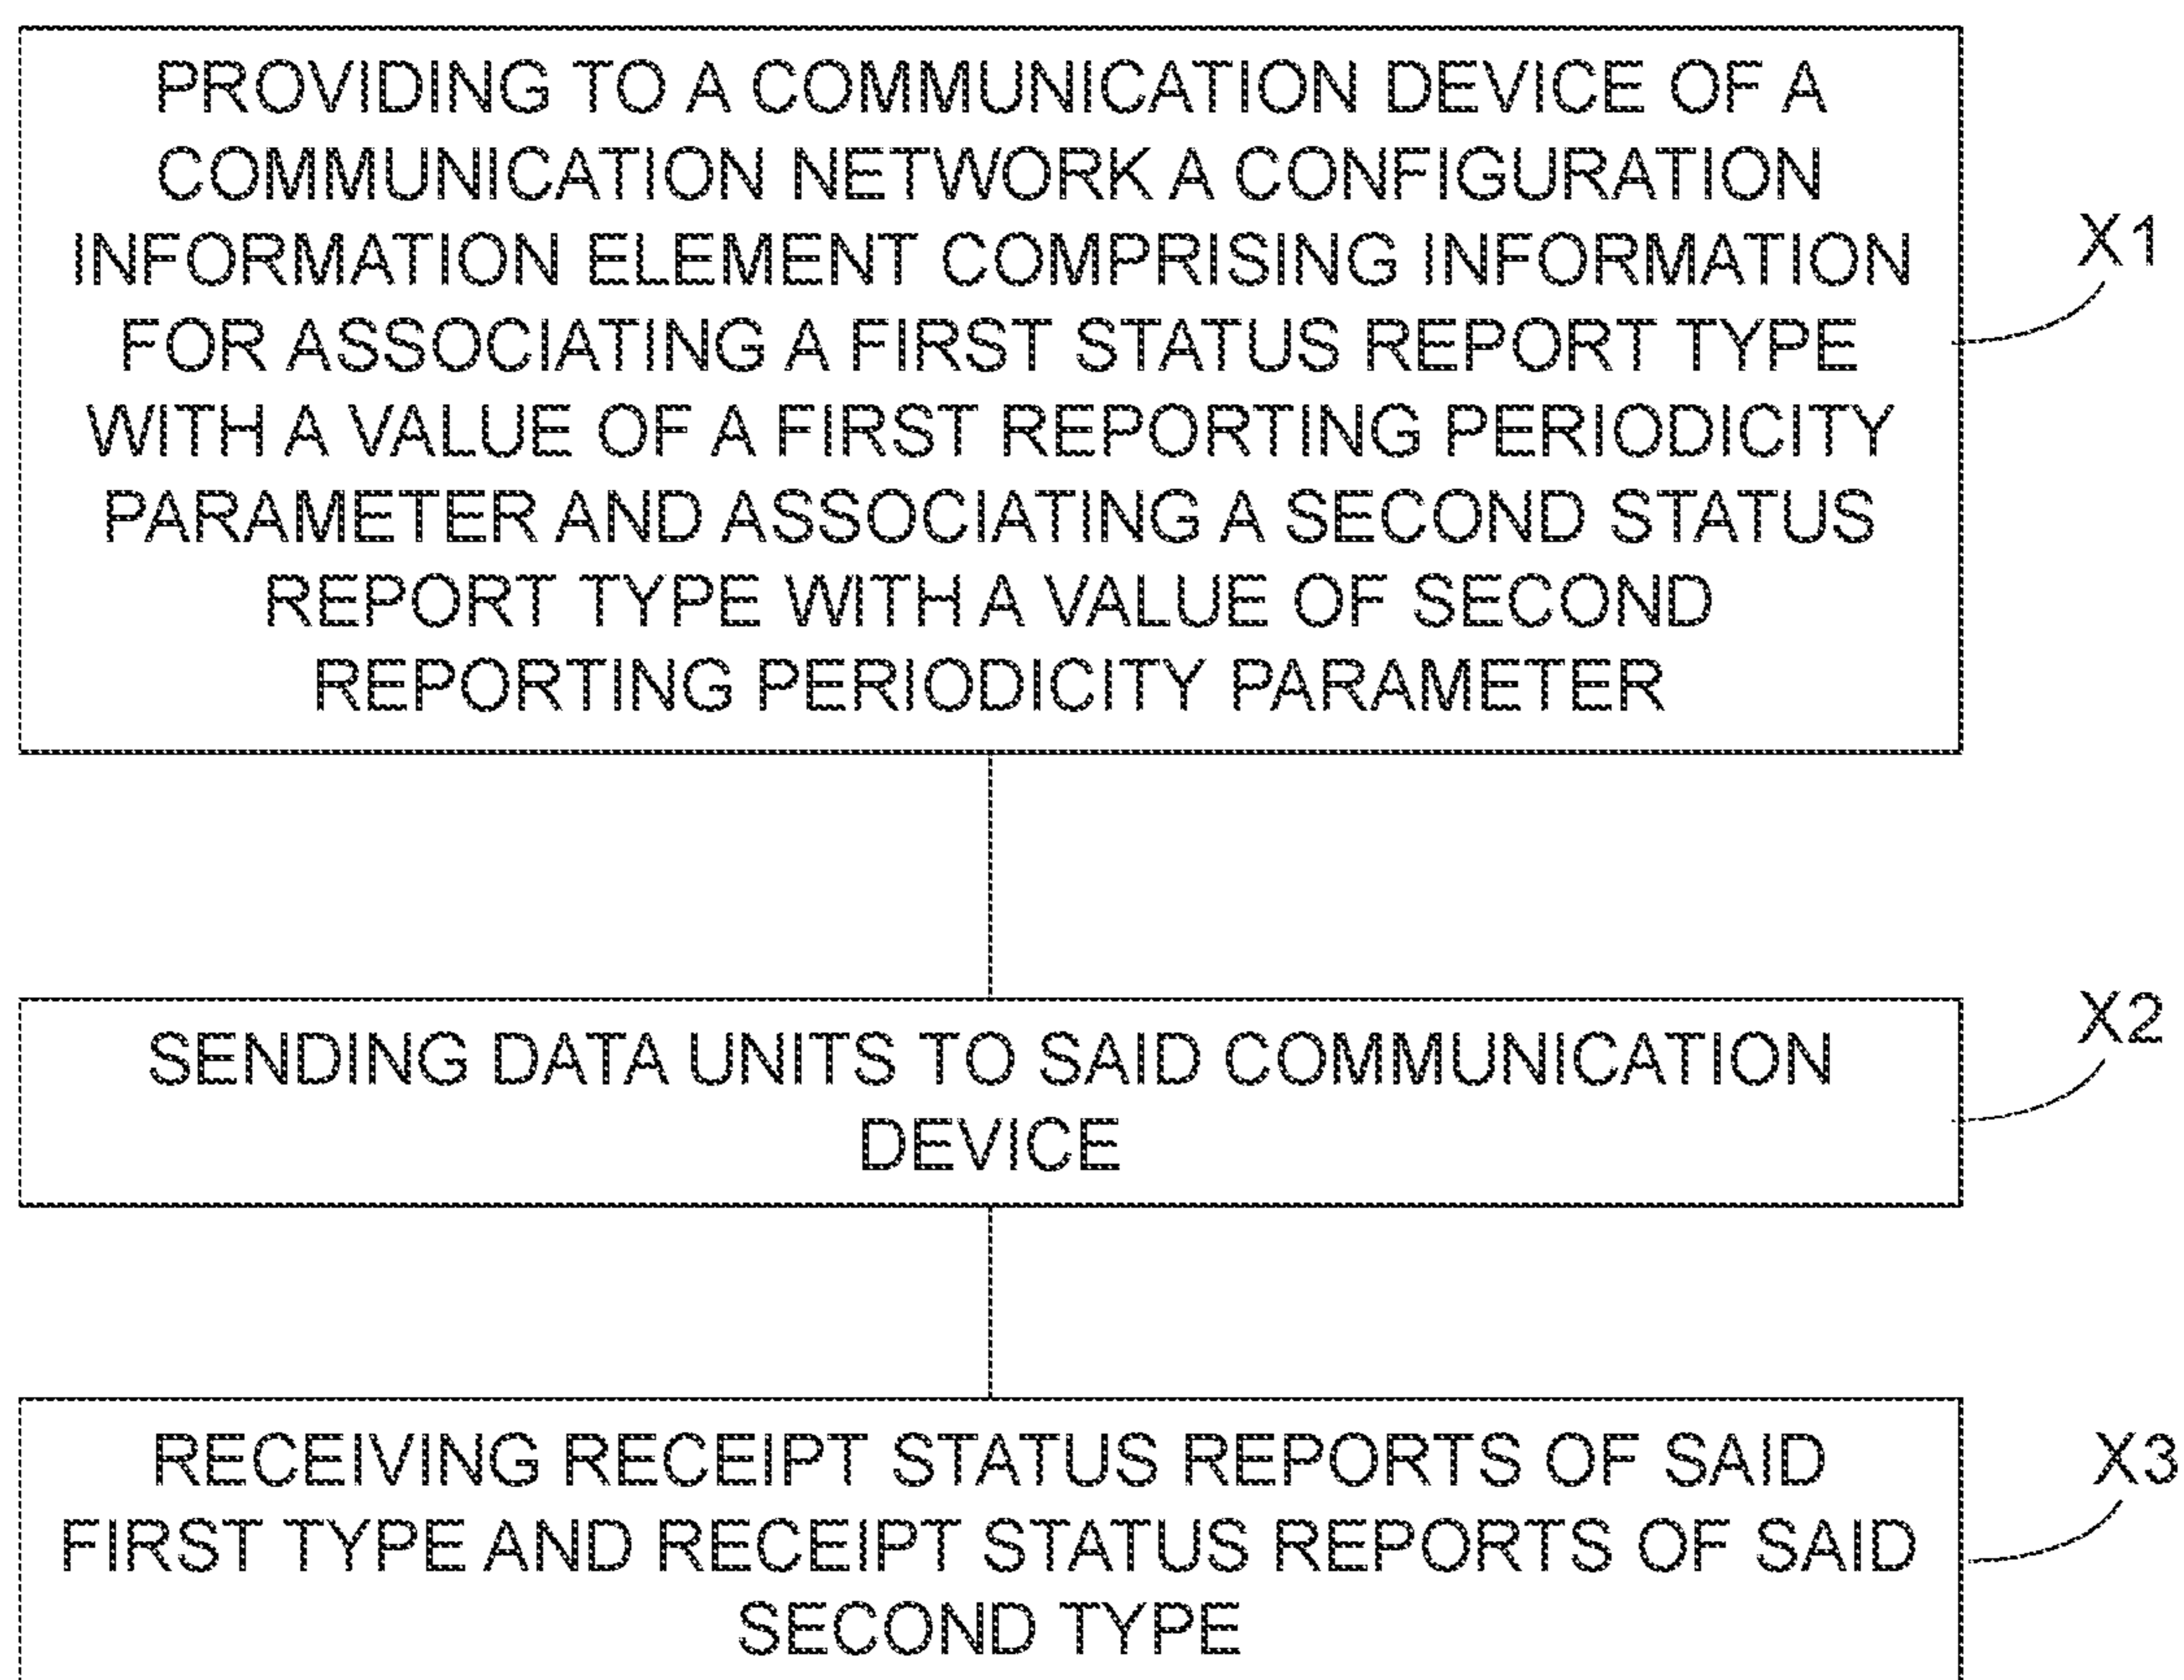 PROVIDING TO A COMMUNICATION DEVICE OF A
COMMUNICATION NETWORK A CONFIGURATION
INFORMATION ELEMENT COMPRISING INFORMATION
FOR ASSOCIATING A FIRST STATUS REPORT TYPE
WITH A VALUE OF A FIRST REPORTING PERIODICITY
PARAMETER AND ASSOCIATING A SECOND STATUS
REPORT TYPE WITH A VALUE OF SECOND
REPORTING PERIODICITY PARAMETER
X1
SENDING DATA UNITS TO SAID COMMUNICATION
DEVICE
X2
RECEIVING RECEIPT STATUS REPORTS OF SAID
FIRST TYPE AND RECEIPT STATUS REPORTS OF SAID
SECOND TYPE
X3